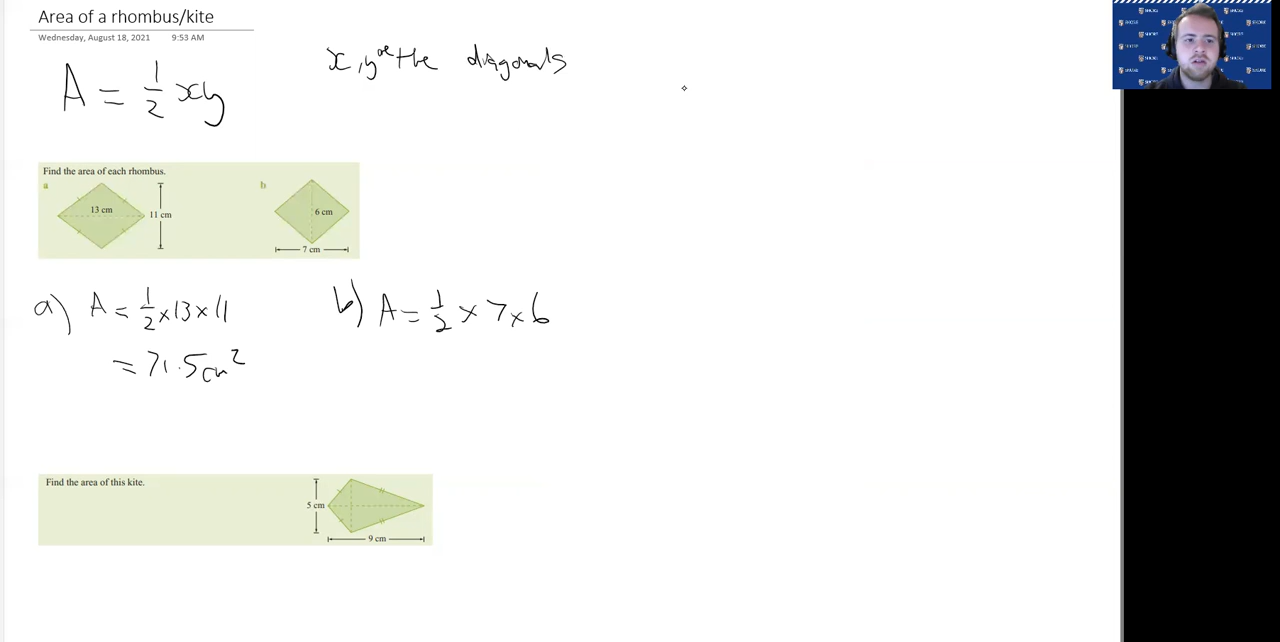 Area of a rhombus/kite
Wednesday, August 18, 2021 9:53 AM
A = 1/2 xy
x, y are the diagonals
Find the area of each rhombus.
a
13 cm
11 cm
b
6 cm
7 cm
a) A = 1/2 x 13 x 11
= 71.5cm²
b) A = 1/2 x 7 x 6
Find the area of this kite.
5 cm
9 cm